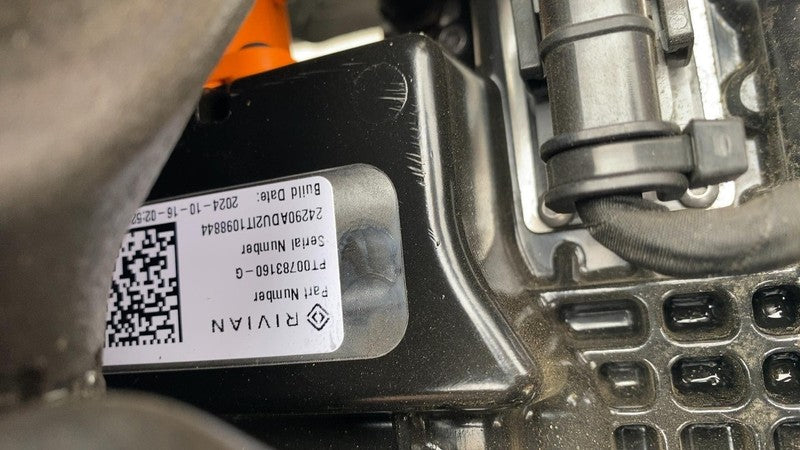 RIVIAN
Part Number
PT00783160-G
Serial Number
24290ADU2IT1098844
Build Date:
2024-10-16-02:52